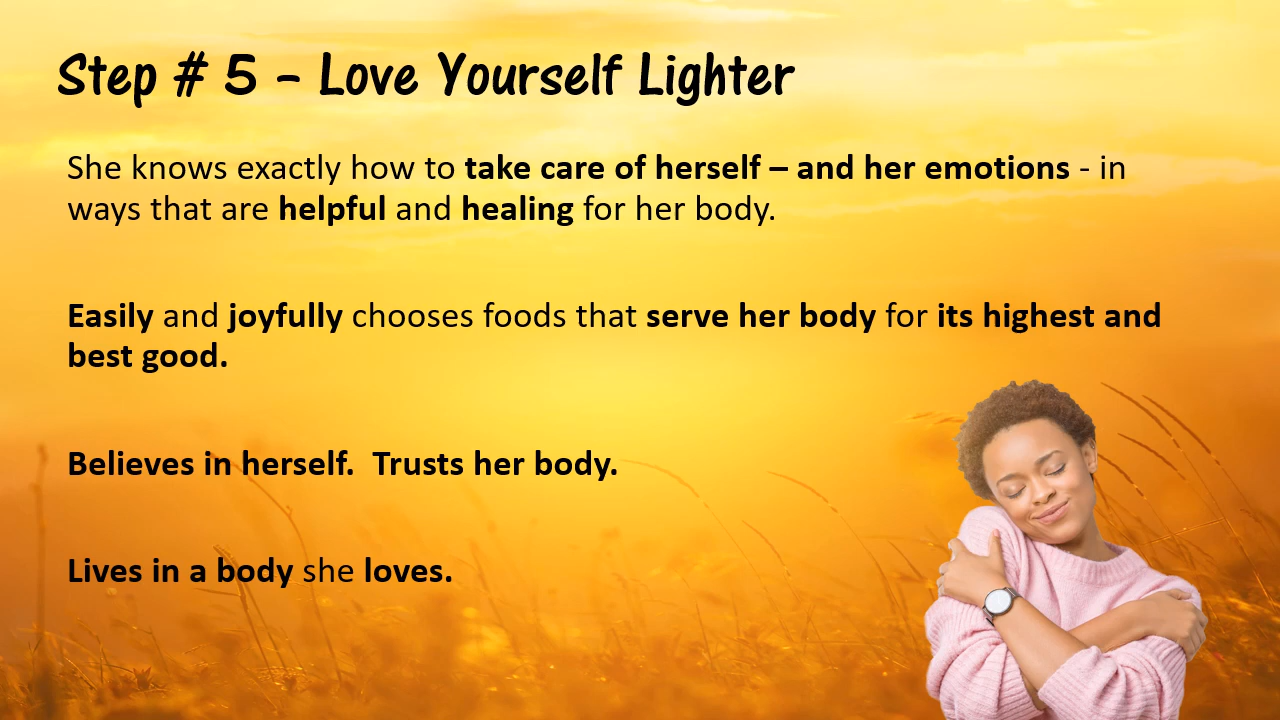 Step # 5 – Love Yourself Lighter
She knows exactly how to take care of herself – and her emotions - in
ways that are helpful and healing for her body.
Easily and joyfully chooses foods that serve her body for its highest and
best good.
Believes in herself.  Trusts her body.
Lives in a body she loves.